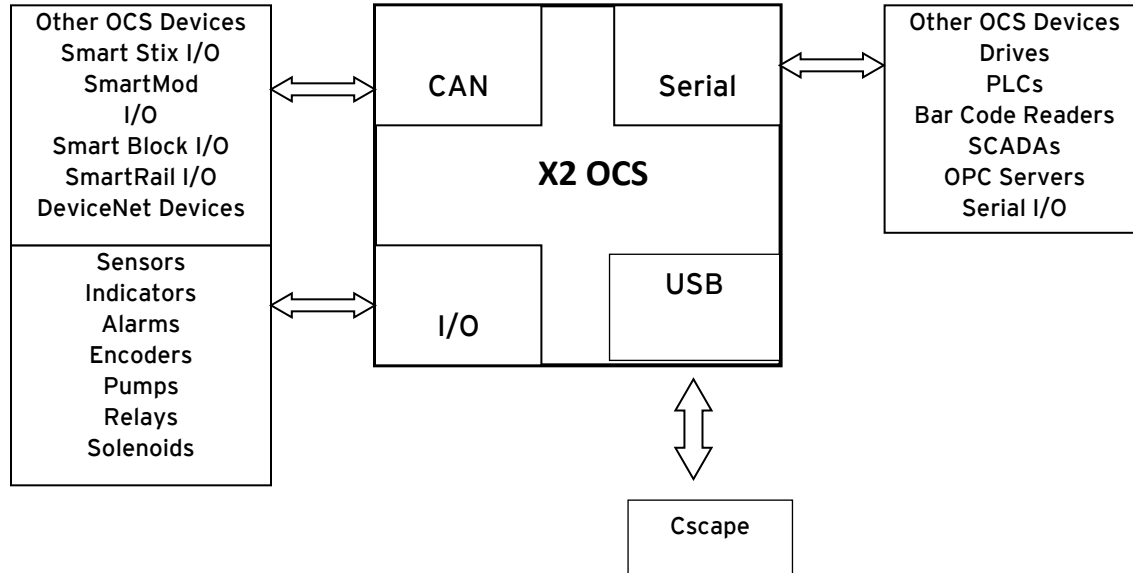 Other OCS Devices
Smart Stix I/O
SmartMod
I/O
Smart Block I/O
SmartRail I/O
DeviceNet Devices
Sensors
Indicators
Alarms
Encoders
Pumps
Relays
Solenoids
CAN
Serial
X2 OCS
I/O
USB
Cscape
Other OCS Devices
Drives
PLCs
Bar Code Readers
SCADAs
OPC Servers
Serial I/O